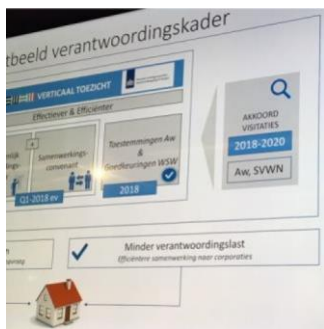 tbeeld verantwoordingskader
VERTICAAL TOEZICHT
Effectiever & Efficiënter
4
Samenwerkings-
convenant
Q1-2018 ev
Toestemmingen Aw
&
Goedkeuringen WSW
2018
AKKOORD
VISITATIES
2018-2020
Aw, SVWN
Minder verantwoordingslast
Efficiëntere samenwerking naar corporaties